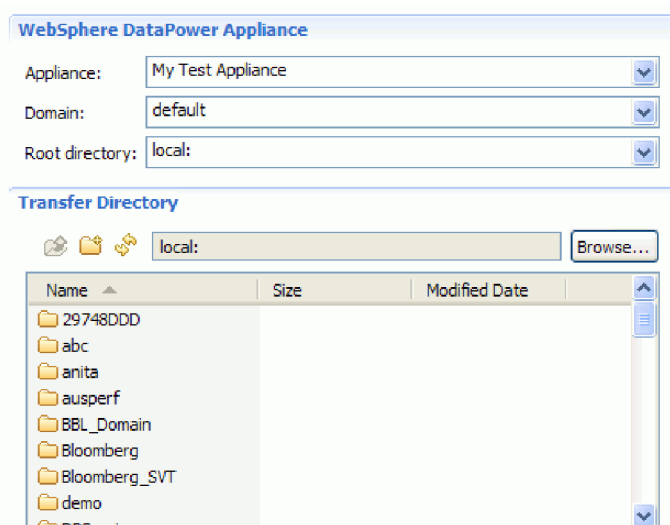 WebSphere DataPower Appliance
Appliance: My Test Appliance
Domain: default
Root directory: local:
Transfer Directory
local: Browse...
Name Size Modified Date
29748DDD
abc
anita
ausperf
BBL_Domain
Bloomberg
Bloomberg_SVT
demo